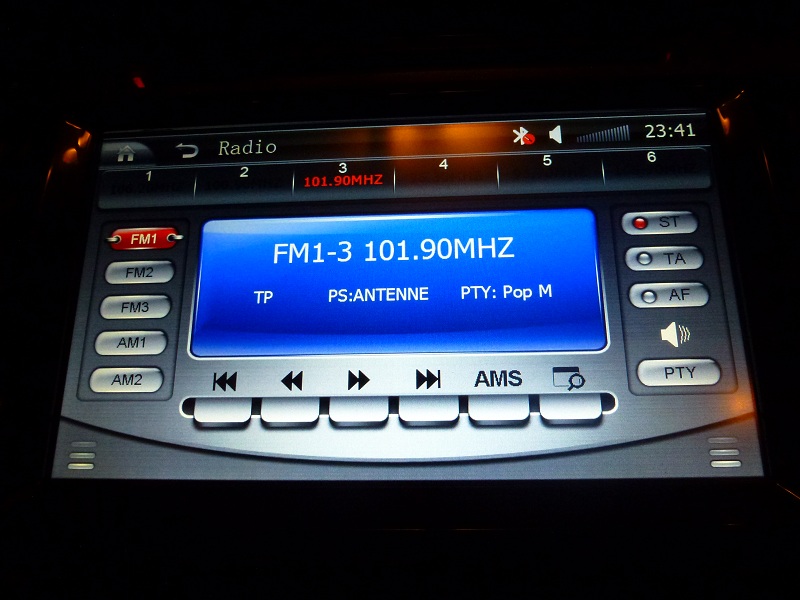 Radio 23:41
1 2 3 4 5 6
101.90MHZ
FM1 ST
FM1-3 101.90MHZ
FM2 TA
TP PS:ANTENNE PTY: Pop M
FM3 AF
AM1
AM2 AMS PTY